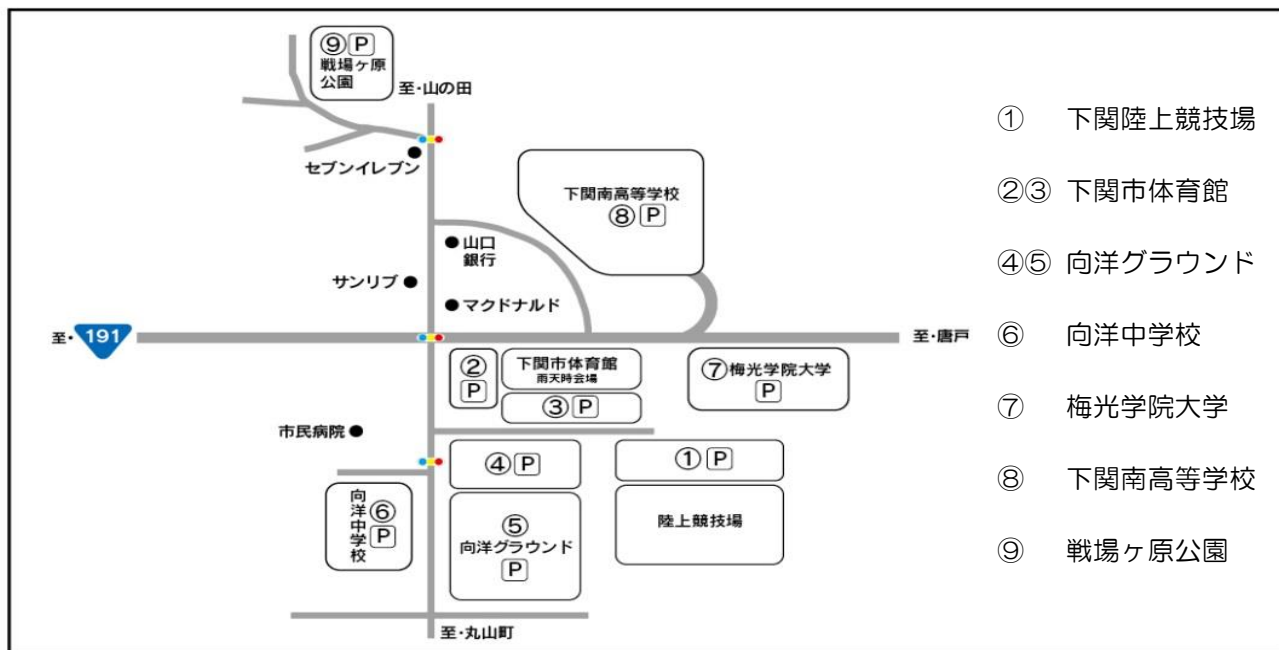 ⑨P
戦場ヶ原
公園
至・山の田
セブンイレブン
下関南高等学校
⑧P
山口
銀行
サンリブ
マクドナルド
至・191
至・唐戸
②
P
下関市体育館
雨天時会場
③P
⑦梅光学院大学
P
市民病院
④P
①P
向洋中学校
⑥
P
⑤
向洋グラウンド
P
陸上競技場
至・丸山町
① 下関陸上競技場
②③ 下関市体育館
④⑤ 向洋グラウンド
⑥ 向洋中学校
⑦ 梅光学院大学
⑧ 下関南高等学校
⑨ 戦場ヶ原公園